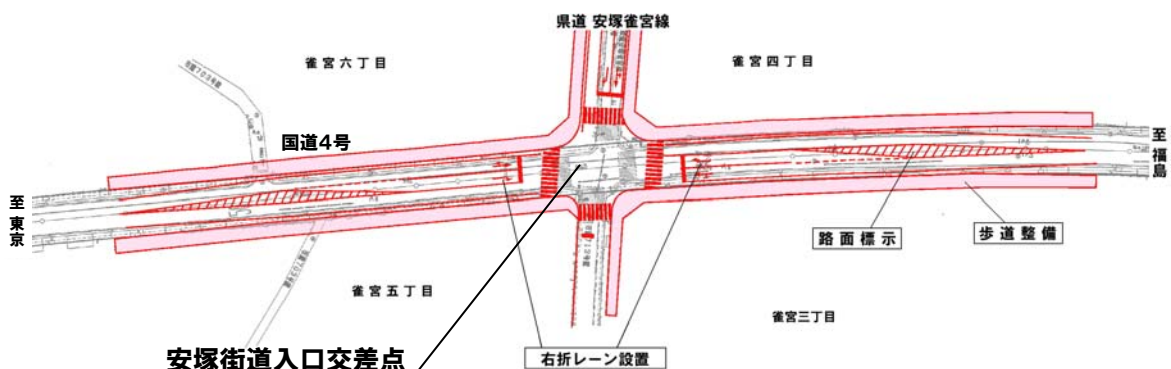 県道 安塚雀宮線
雀宮六丁目
雀宮四丁目
国道4号
至福島
至東京
路面標示
歩道整備
雀宮五丁目
雀宮三丁目
安塚街道入口交差点
右折レーン設置